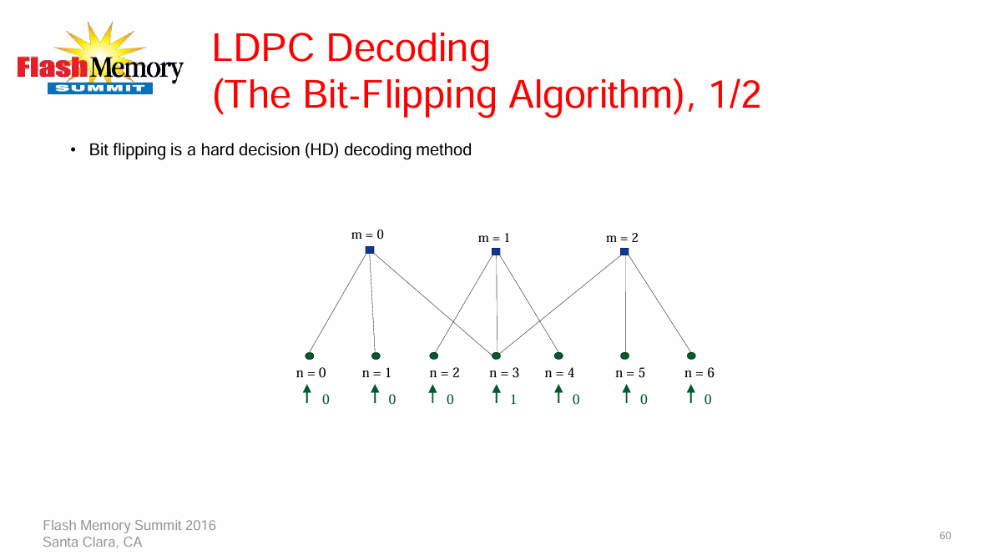 Flash Memory
SUMMIT
LDPC Decoding
(The Bit-Flipping Algorithm), 1/2
• Bit flipping is a hard decision (HD) decoding method
m = 0 m = 1 m = 2
n = 0 n = 1 n = 2 n = 3 n = 4 n = 5 n = 6
0 0 0 1 0 0 0
Flash Memory Summit 2016
Santa Clara, CA
60